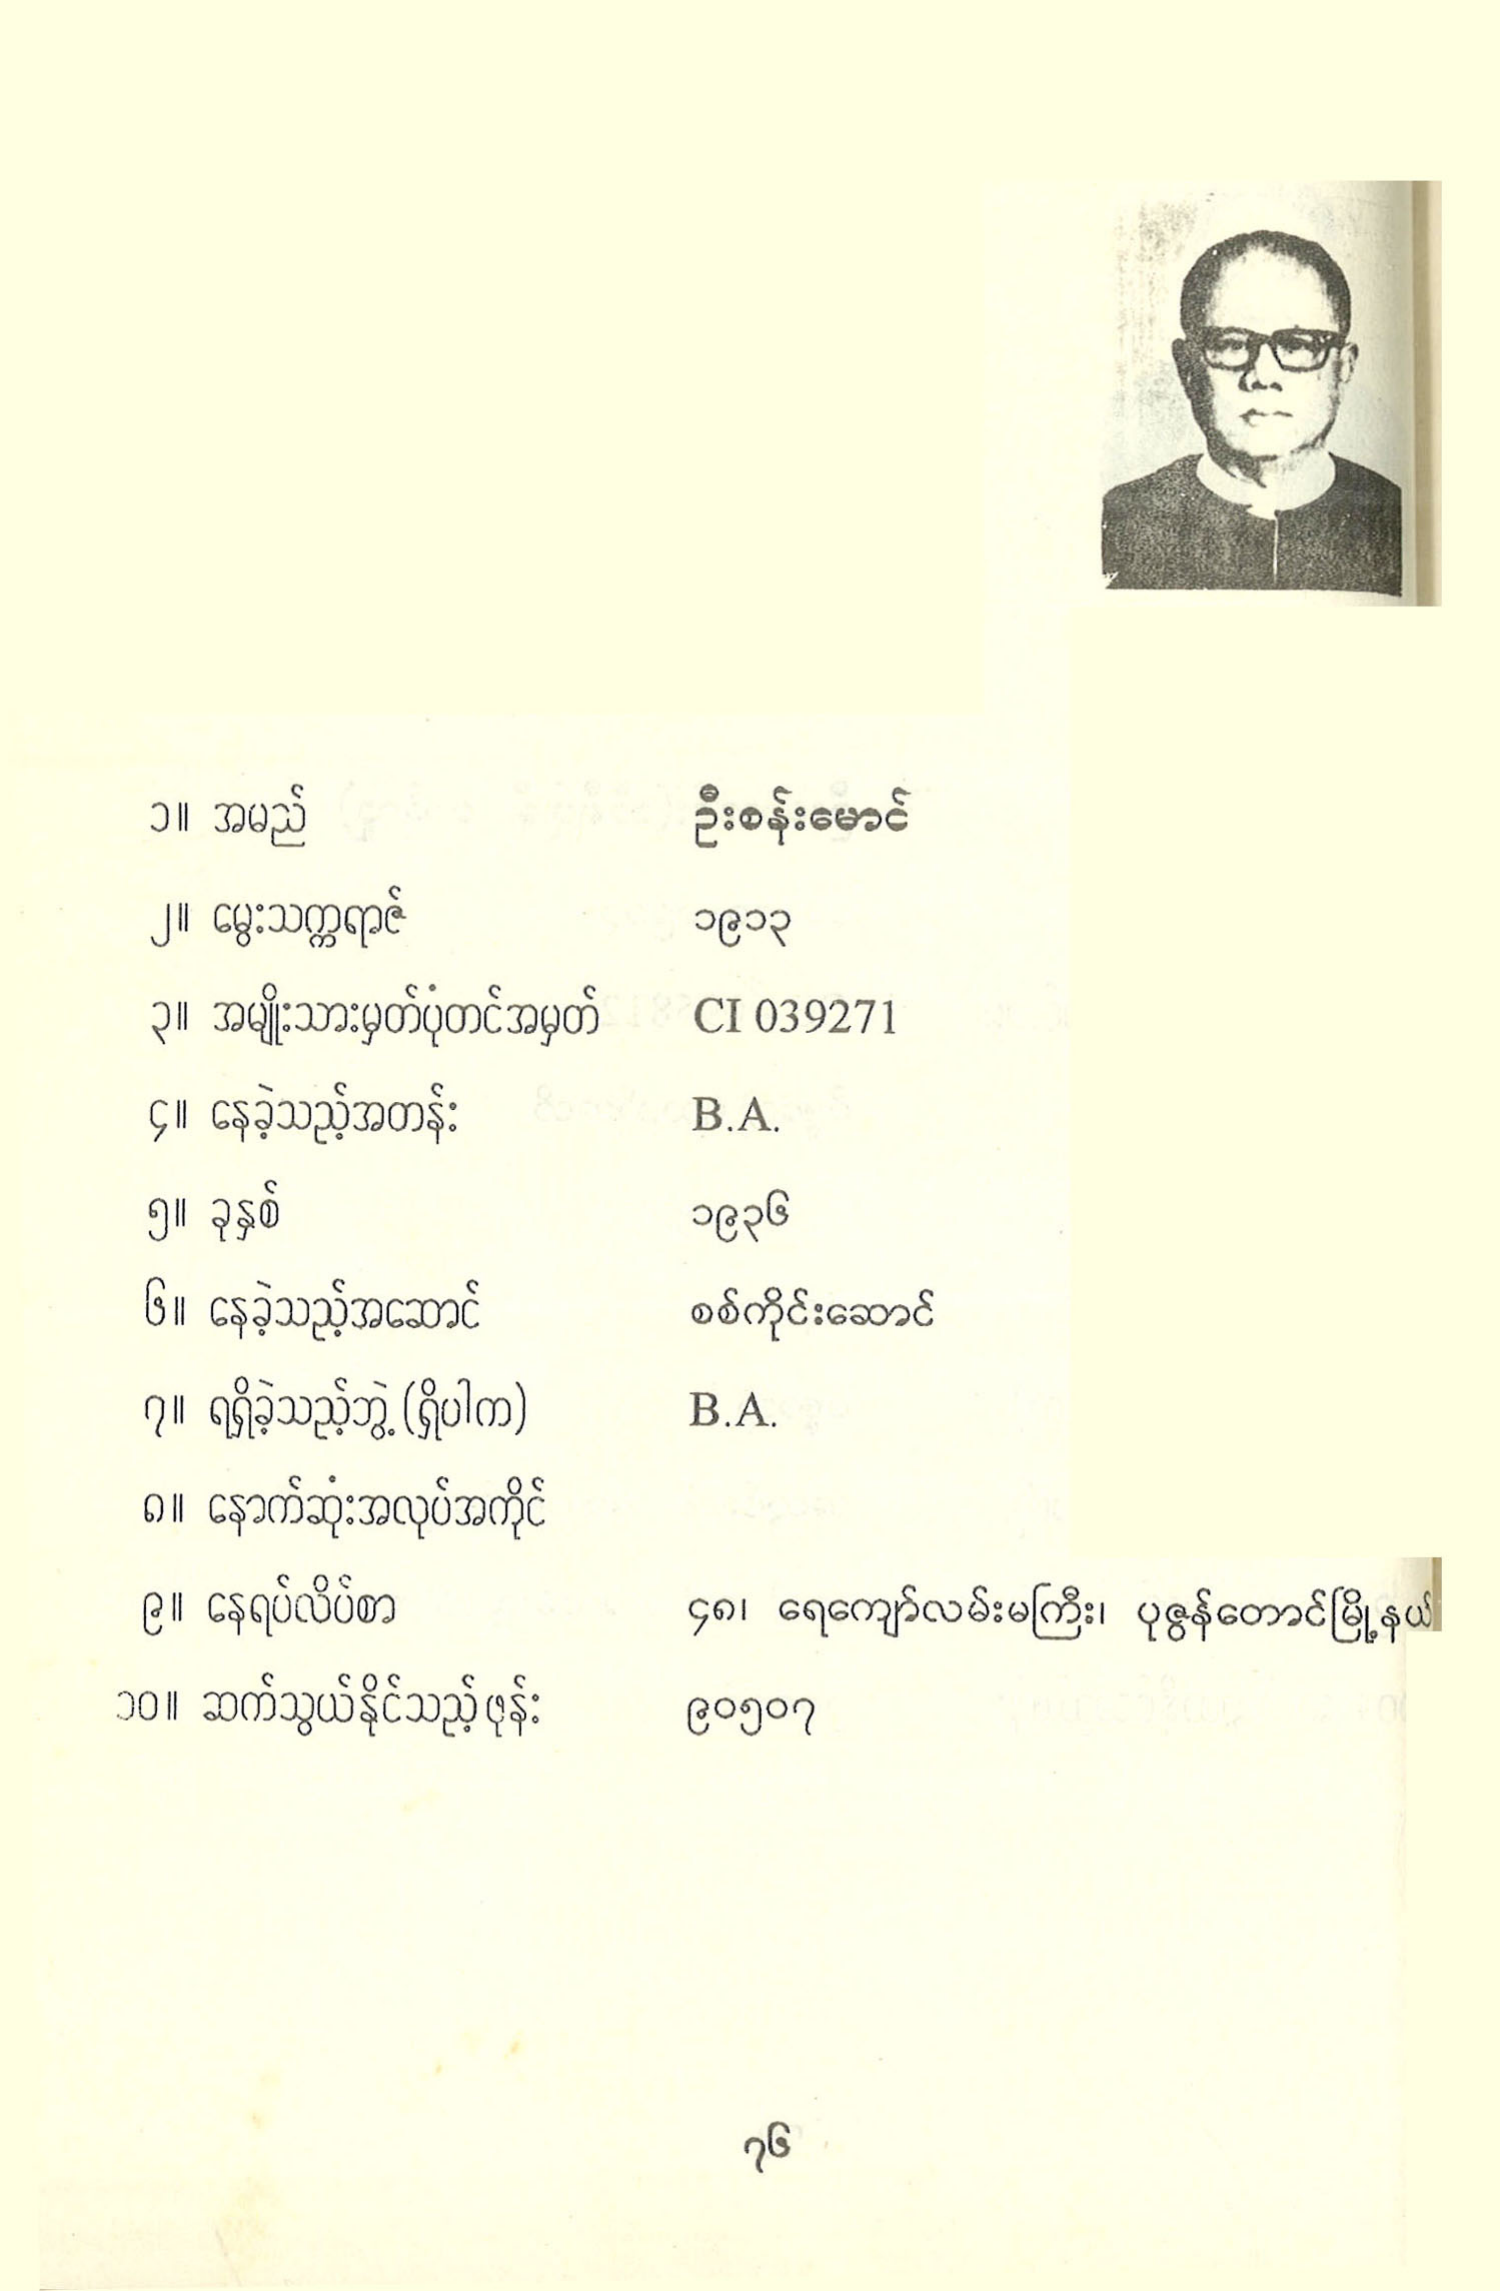 ၁။ အမည် ဦးစန်းမောင်
၂။ မွေးသက္ကရာဇ် ၁၉၁၃
၃။ အမျိုးသားမှတ်ပုံတင်အမှတ် CI 039271
၄။ နေခဲ့သည့်အတန်း B.A.
၅။ ခုနှစ် ၁၉၃၆
၆။ နေခဲ့သည့်အဆောင် စစ်ကိုင်းဆောင်
၇။ ရရှိခဲ့သည့်ဘွဲ့ (ရှိပါက) B.A.
၈။ နောက်ဆုံးအလုပ်အကိုင်
၉။ နေရပ်လိပ်စာ ၄၈၊ ရေကျော်လမ်းမကြီး၊ ပုဇွန်တောင်မြို့နယ်
၁၀။ ဆက်သွယ်နိုင်သည့်ဖုန်း ၉၀၅၀၇
၇၆